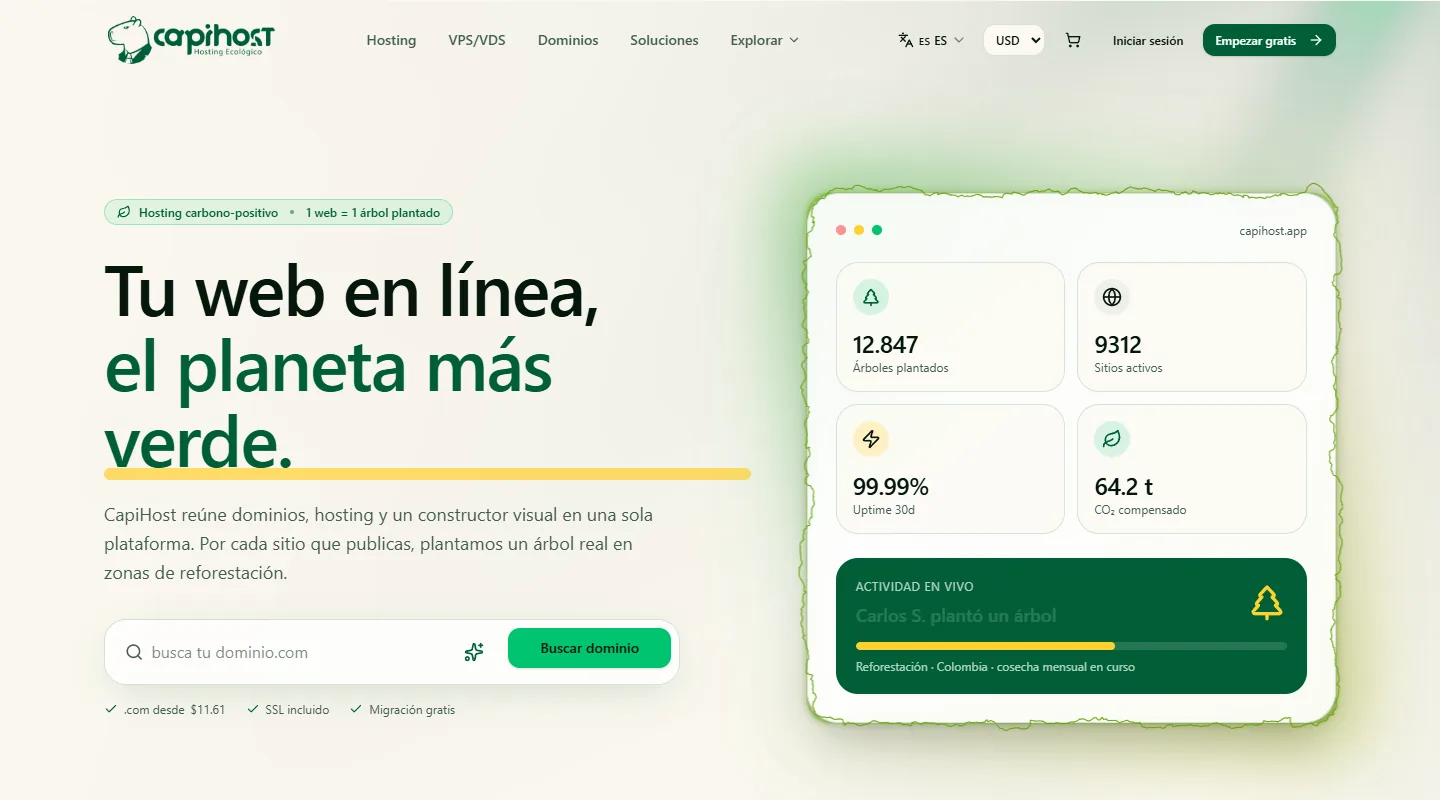 capihost
Hosting Ecológico
Hosting
VPS/VDS
Dominios
Soluciones
Explorar
ES ES
USD
Iniciar sesión
Empezar gratis
Hosting carbono-positivo • 1 web = 1 árbol plantado
Tu web en línea,
el planeta más
verde.
CapiHost reúne dominios, hosting y un constructor visual en una sola
plataforma. Por cada sitio que publicas, plantamos un árbol real en
zonas de reforestación.
busca tu dominio.com
Buscar dominio
.com desde $11.61
SSL incluido
Migración gratis
capihost.app
12.847
Árboles plantados
9312
Sitios activos
99.99%
Uptime 30d
64.2 t
CO₂ compensado
ACTIVIDAD EN VIVO
Carlos S. plantó un árbol
Reforestación · Colombia · cosecha mensual en curso